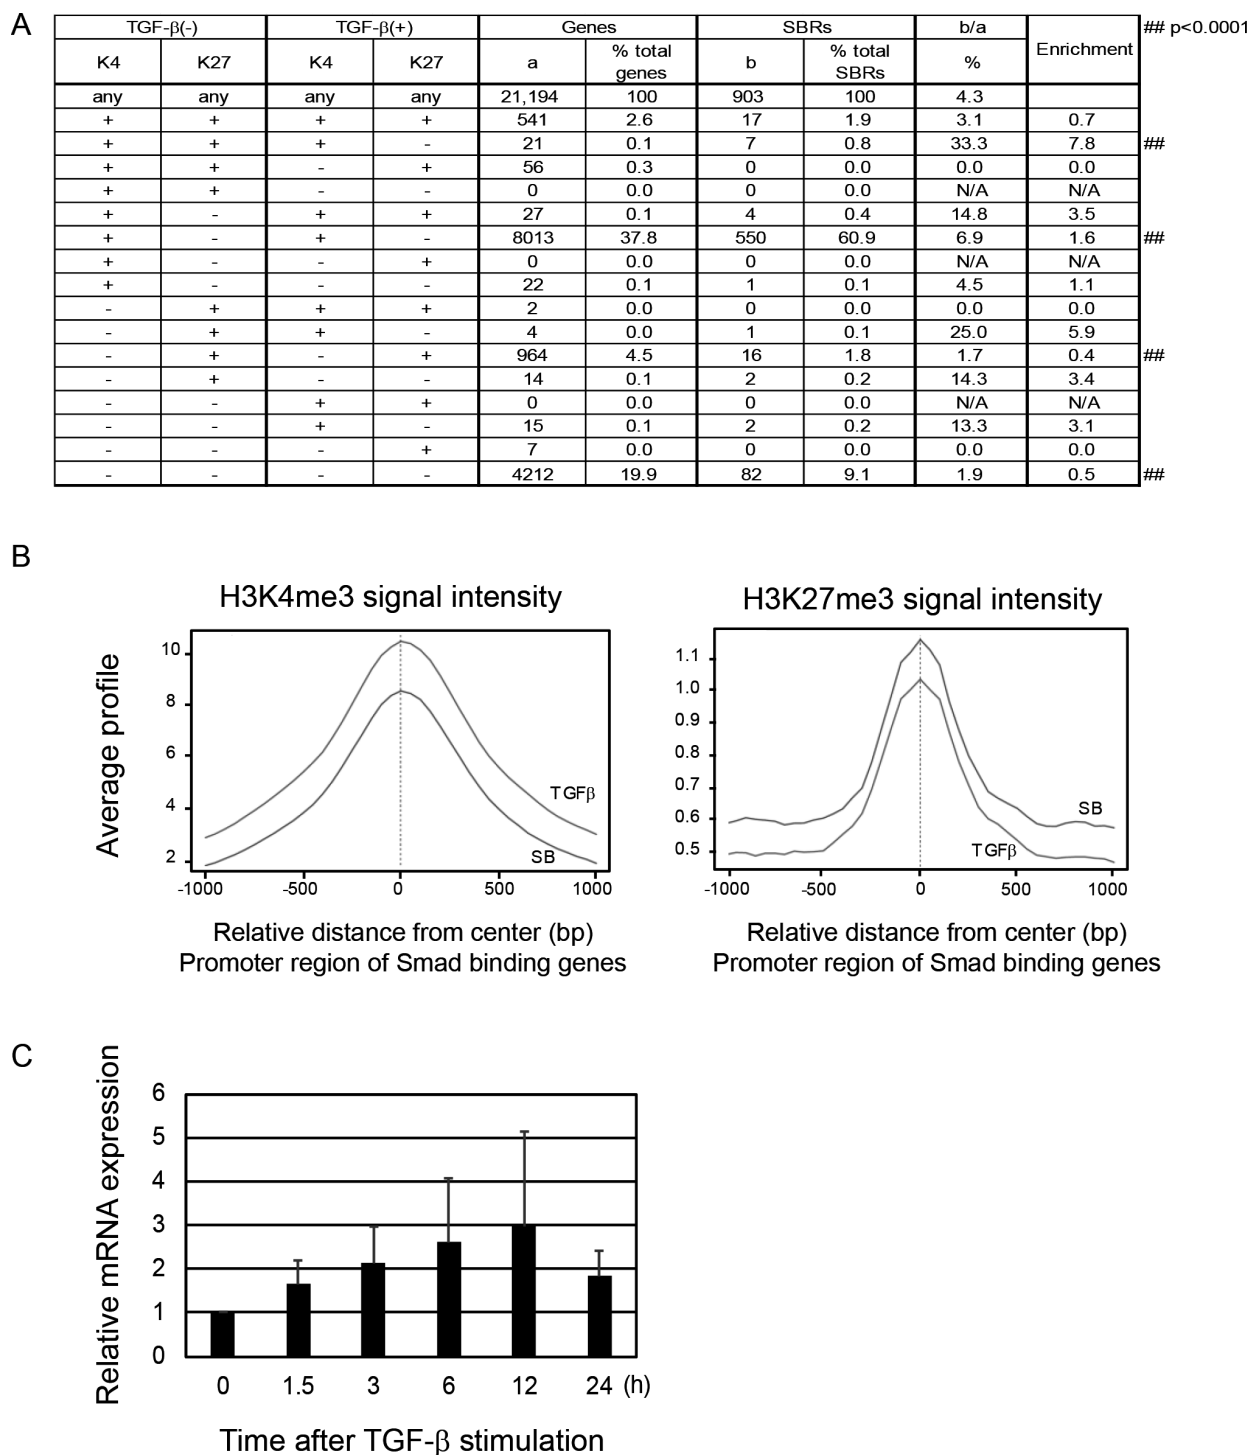 A
TGF-β(-) TGF-β(+) Genes SBRs b/a Enrichment ## p<0.0001
K4 K27 K4 K27 a % total genes b % total SBRs %
any any any any 21,194 100 903 100 4.3
+ + + + 541 2.6 17 1.9 3.1 0.7
+ + + - 21 0.1 7 0.8 33.3 7.8 ##
+ + - + 56 0.3 0 0.0 0.0 0.0
+ + - - 0 0.0 0 0.0 N/A N/A
+ - + + 27 0.1 4 0.4 14.8 3.5
+ - + - 8013 37.8 550 60.9 6.9 1.6 ##
+ - - + 0 0.0 0 0.0 N/A N/A
+ - - - 22 0.1 1 0.1 4.5 1.1
- + + + 2 0.0 0 0.0 0.0 0.0
- + + - 4 0.0 1 0.1 25.0 5.9
- + - + 964 4.5 16 1.8 1.7 0.4 ##
- + - - 14 0.1 2 0.2 14.3 3.4
- - + + 0 0.0 0 0.0 N/A N/A
- - + - 15 0.1 2 0.2 13.3 3.1
- - - + 7 0.0 0 0.0 0.0 0.0
- - - - 4212 19.9 82 9.1 1.9 0.5 ##
B
H3K4me3 signal intensity
Average profile
10
8
6
4
2
TGFβ
SB
-1000 -500 0 500 1000
Relative distance from center (bp)
Promoter region of Smad binding genes
H3K27me3 signal intensity
1.1
1.0
0.9
0.8
0.7
0.6
0.5
SB
TGFβ
-1000 -500 0 500 1000
Relative distance from center (bp)
Promoter region of Smad binding genes
C
Relative mRNA expression
6
5
4
3
2
1
0
0 1.5 3 6 12 24 (h)
Time after TGF-β stimulation